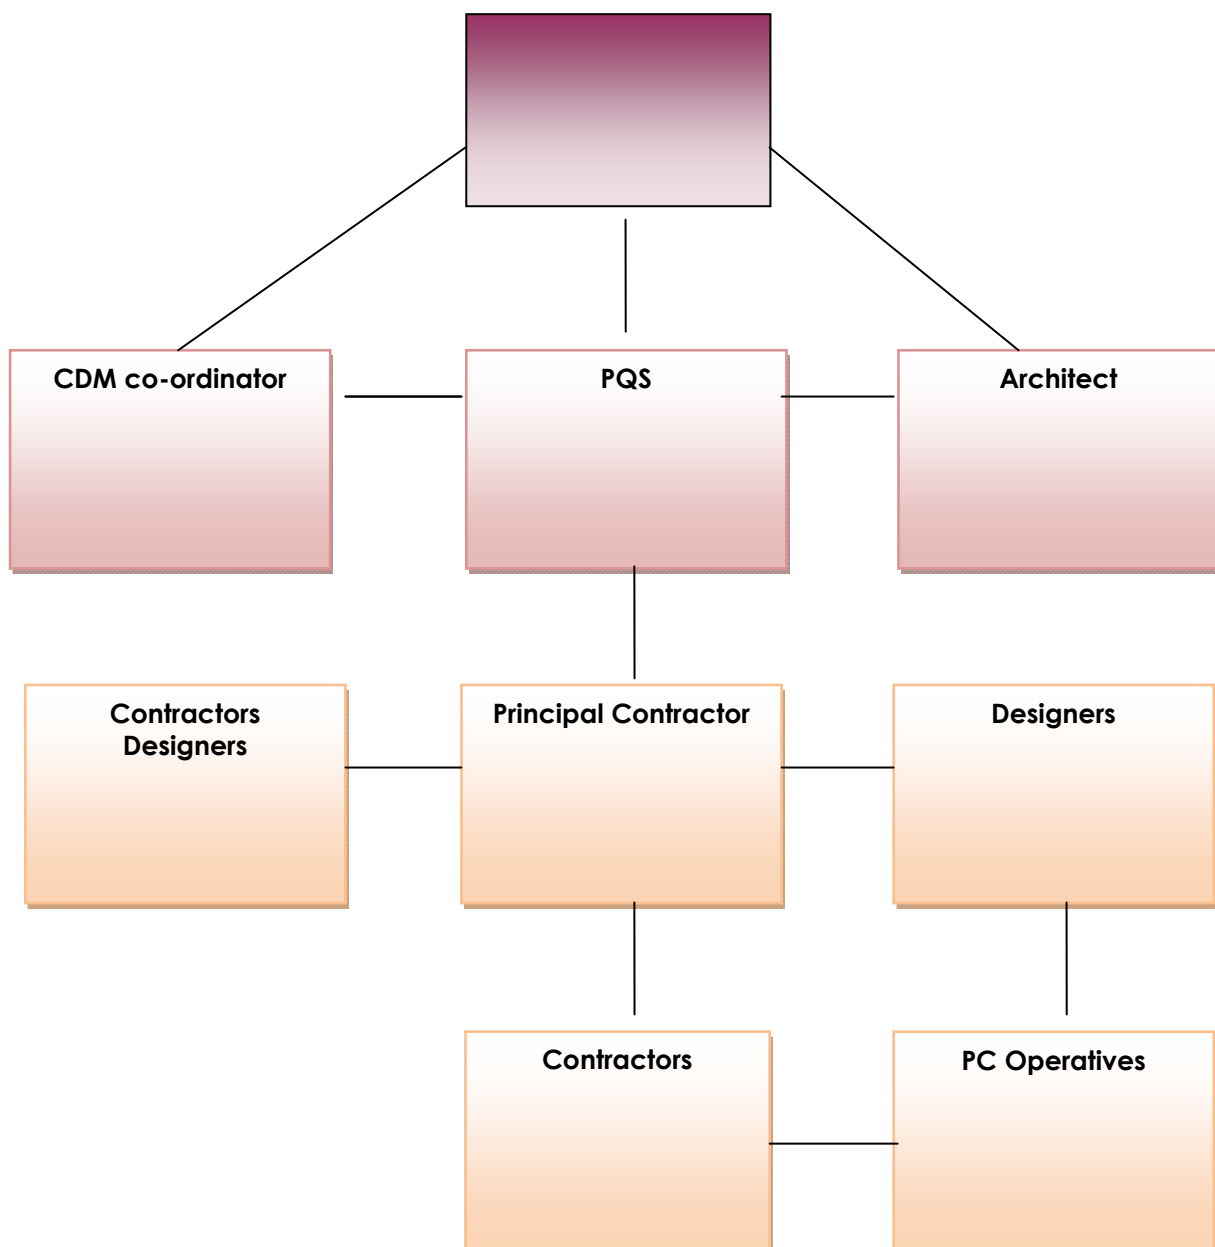 CDM co-ordinator
PQS
Architect
Contractors
Designers
Principal Contractor
Designers
Contractors
PC Operatives